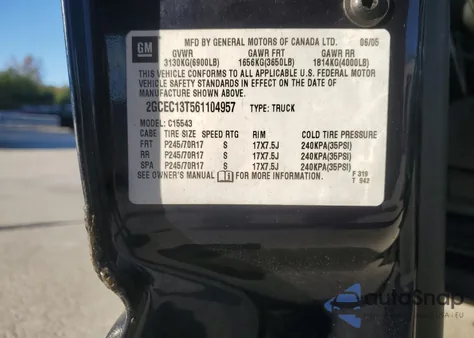 GM
MFD BY GENERAL MOTORS OF CANADA LTD. 06/05
GVWR GAWR FRT GAWR RR
3130KG(6900LB) 1656KG(3650LB) 1814KG(4000LB)
THIS VEHICLE CONFORMS TO ALL APPLICABLE U.S. FEDERAL MOTOR
VEHICLE SAFETY STANDARDS IN EFFECT ON THE DATE OF
MANUFACTURE SHOWN ABOVE.
2GCEC13T561104957 TYPE: TRUCK
MODEL: C15543
CABE TIRE SIZE SPEED RTG RIM COLD TIRE PRESSURE
FRT P245/70R17 S 17X7.5J 240KPA(35PSI)
RR P245/70R17 S 17X7.5J 240KPA(35PSI)
SPA P245/70R17 S 17X7.5J 240KPA(35PSI)
SEE OWNER'S MANUAL FOR MORE INFORMATION
F 319
T 942
autoSnap